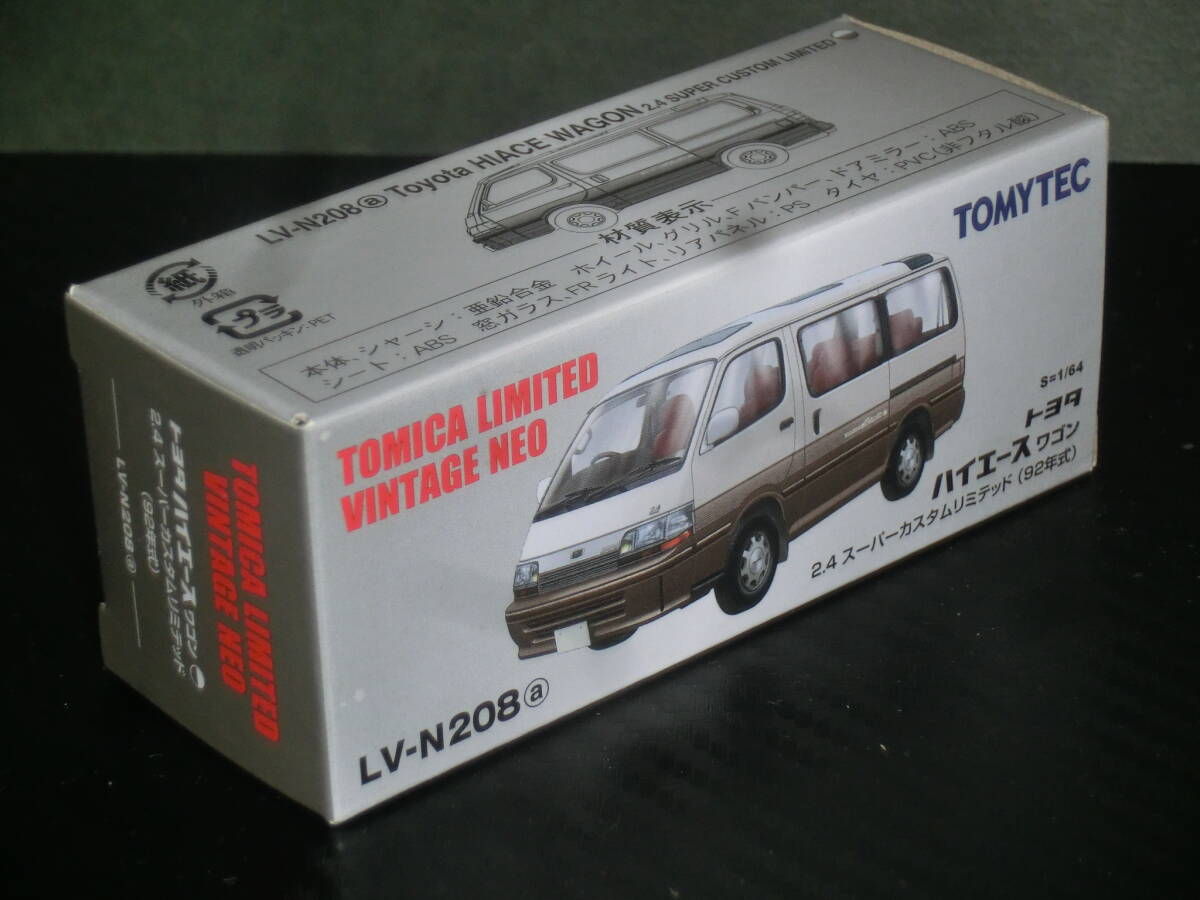 LV-N208ⓐ Toyota HIACE WAGON 2.4 SUPER CUSTOM LIMITED
紙
外箱
プラ
透明パッキン:PET
材質表示
本体、シャーシ:亜鉛合金 ホイール、グリル、Fバンパー、ドアミラー:ABS
シート:ABS 窓ガラス、FRライト、リアパネル:PS タイヤ:PVC(非フタル酸)
TOMICA LIMITED
VINTAGE NEO
TOMYTEC
S=1/64
トヨタ
ハイエース ワゴン
2.4 スーパーカスタムリミテッド (92年式)
LV-N208ⓐ
TOMICA LIMITED
VINTAGE NEO
トヨタ ハイエース ワゴン
2.4 スーパーカスタムリミテッド
(92年式)
LV-N208ⓐ